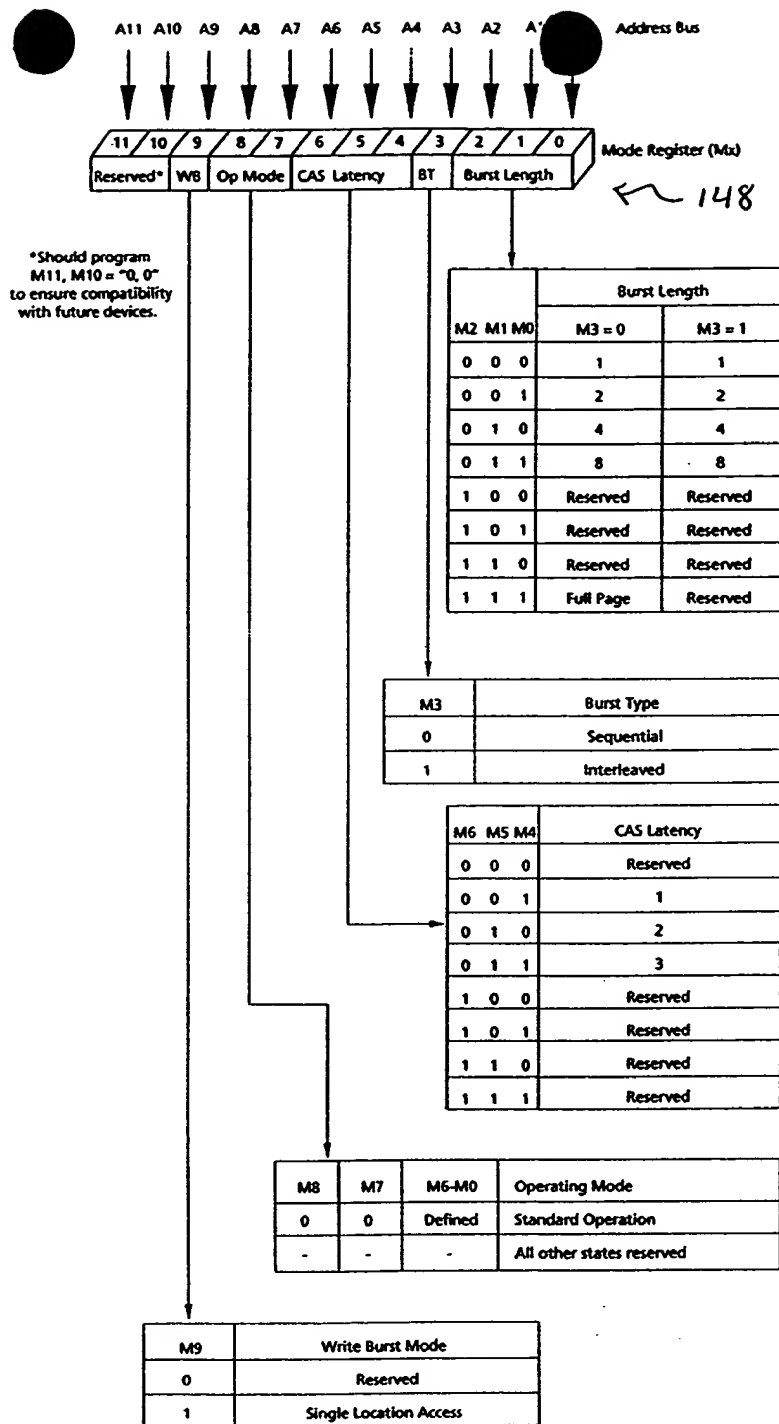 A11 A10 A9 A8 A7 A6 A5 A4 A3 A2 Address Bus
11 10 9 8 7 6 5 4 3 2 1 0 Mode Register (Mx)
Reserved* WB Op Mode CAS Latency BT Burst Length
148
*Should program
M11, M10 = "0, 0"
to ensure compatibility
with future devices.
Burst Length
M2 M1 M0 M3 = 0 M3 = 1
0 0 0 1 1
0 0 1 2 2
0 1 0 4 4
0 1 1 8 8
1 0 0 Reserved Reserved
1 0 1 Reserved Reserved
1 1 0 Reserved Reserved
1 1 1 Full Page Reserved
M3 Burst Type
0 Sequential
1 Interleaved
M6 M5 M4 CAS Latency
0 0 0 Reserved
0 0 1 1
0 1 0 2
0 1 1 3
1 0 0 Reserved
1 0 1 Reserved
1 1 0 Reserved
1 1 1 Reserved
M8 M7 M6-M0 Operating Mode
0 0 Defined Standard Operation
- - - All other states reserved
M9 Write Burst Mode
0 Reserved
1 Single Location Access